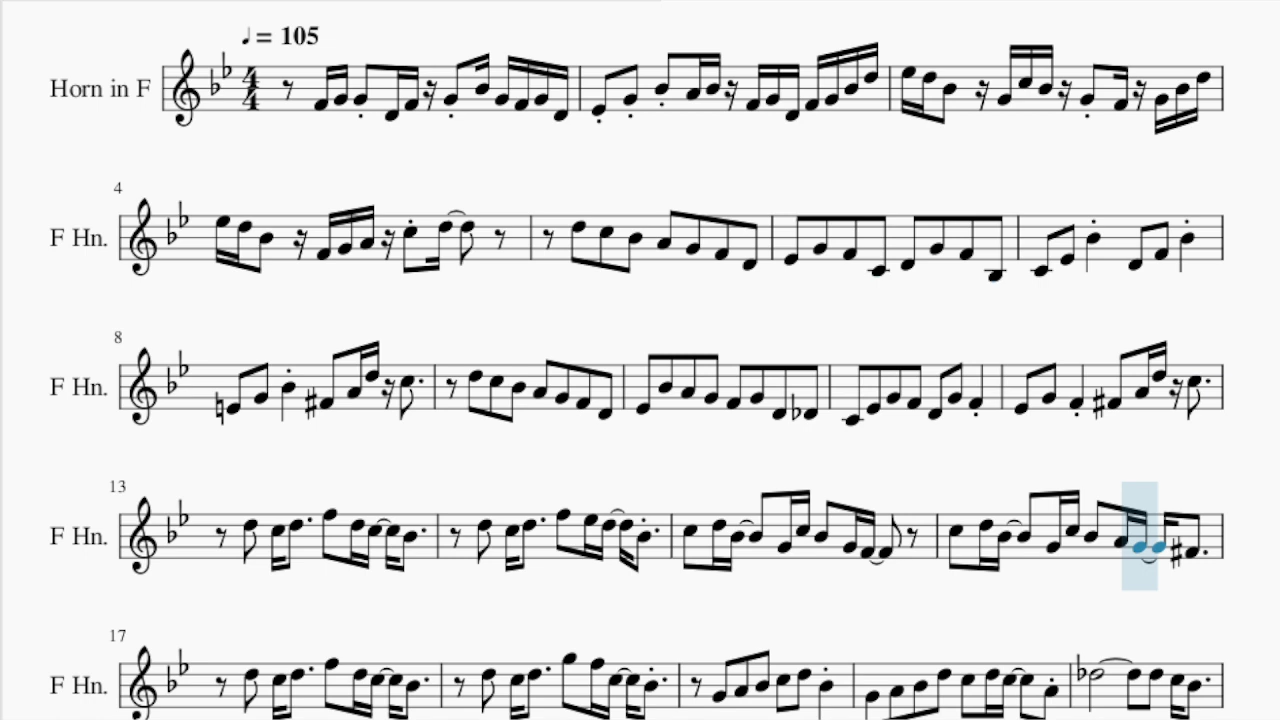 ♩ = 105
Horn in F
4
F Hn.
8
F Hn.
13
F Hn.
17
F Hn.